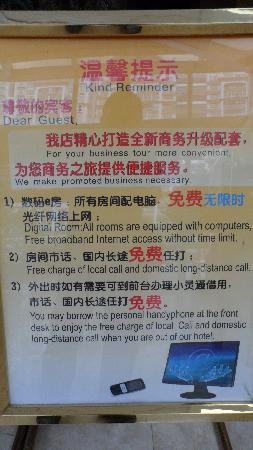 温馨提示
Kind Reminder
尊敬的宾客:
Dear Guest,
我店精心打造全新商务升级配套,
For your business tour more convenient,
为您商务之旅提供便捷服务。
We make promoted business necessary.
1) 数码e房: 所有房间配电脑, 免费无限时
光纤网络上网;
Digital Room:All rooms are equipped with computers,
Free broadband Internet access without time limit.
2) 房间市话、国内长途免费任打;
Free charge of local call and domestic long-distance call.
3) 外出时如有需要可到前台办理小灵通借用,
市话、国内长途任打免费。
You may borrow the personal handyphone at the front
desk to enjoy the free charge of local. Call and domestic
long-distance call when you are out of our hotel.